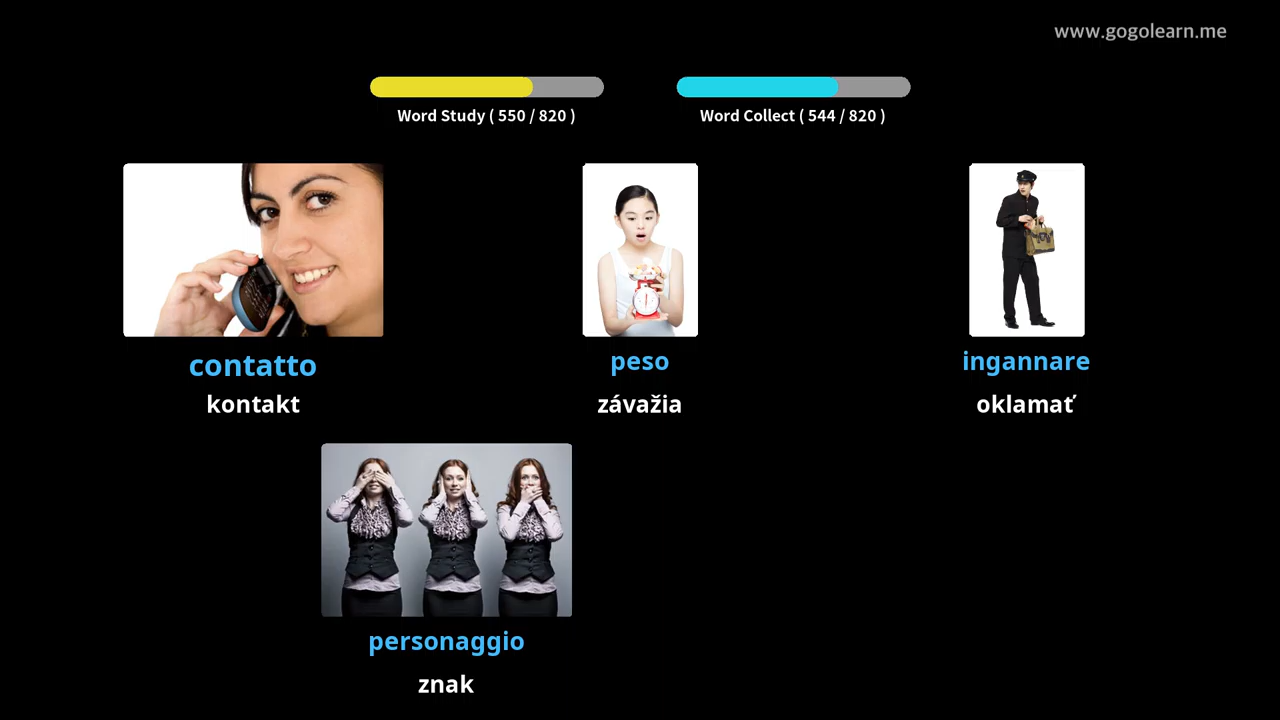 www.gogolearn.me
Word Study ( 550 / 820 )
Word Collect ( 544 / 820 )
contatto
kontakt
peso
závažia
ingannare
oklamať
personaggio
znak